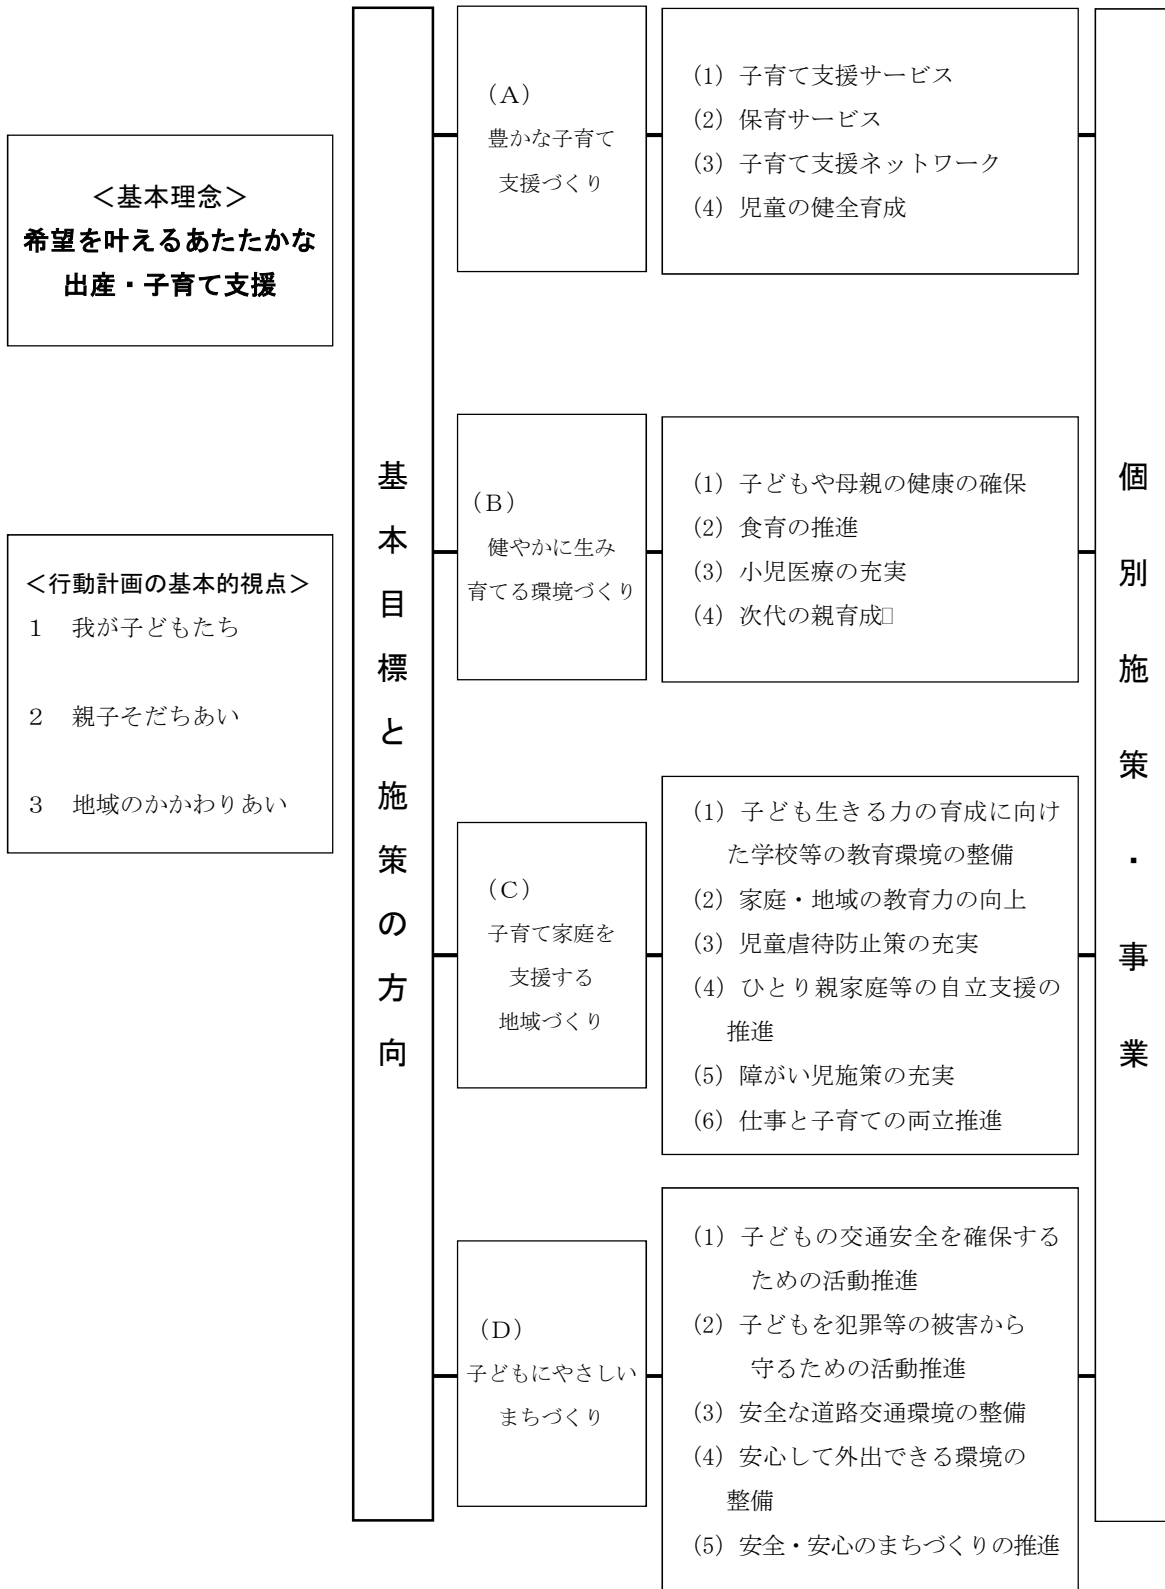 ＜基本理念＞
希望を叶えるあたたかな
出産・子育て支援
＜行動計画の基本的視点＞
1　我が子どもたち
2　親子そだちあい
3　地域のかかわりあい
基本目標と施策の方向
（A）
豊かな子育て
支援づくり
(1) 子育て支援サービス
(2) 保育サービス
(3) 子育て支援ネットワーク
(4) 児童の健全育成
（B）
健やかに生み
育てる環境づくり
(1) 子どもや母親の健康の確保
(2) 食育の推進
(3) 小児医療の充実
(4) 次代の親育成□
（C）
子育て家庭を
支援する
地域づくり
(1) 子ども生きる力の育成に向け
た学校等の教育環境の整備
(2) 家庭・地域の教育力の向上
(3) 児童虐待防止策の充実
(4) ひとり親家庭等の自立支援の
推進
(5) 障がい児施策の充実
(6) 仕事と子育ての両立推進
（D）
子どもにやさしい
まちづくり
(1) 子どもの交通安全を確保する
ための活動推進
(2) 子どもを犯罪等の被害から
守るための活動推進
(3) 安全な道路交通環境の整備
(4) 安心して外出できる環境の
整備
(5) 安全・安心のまちづくりの推進
個別施策・事業